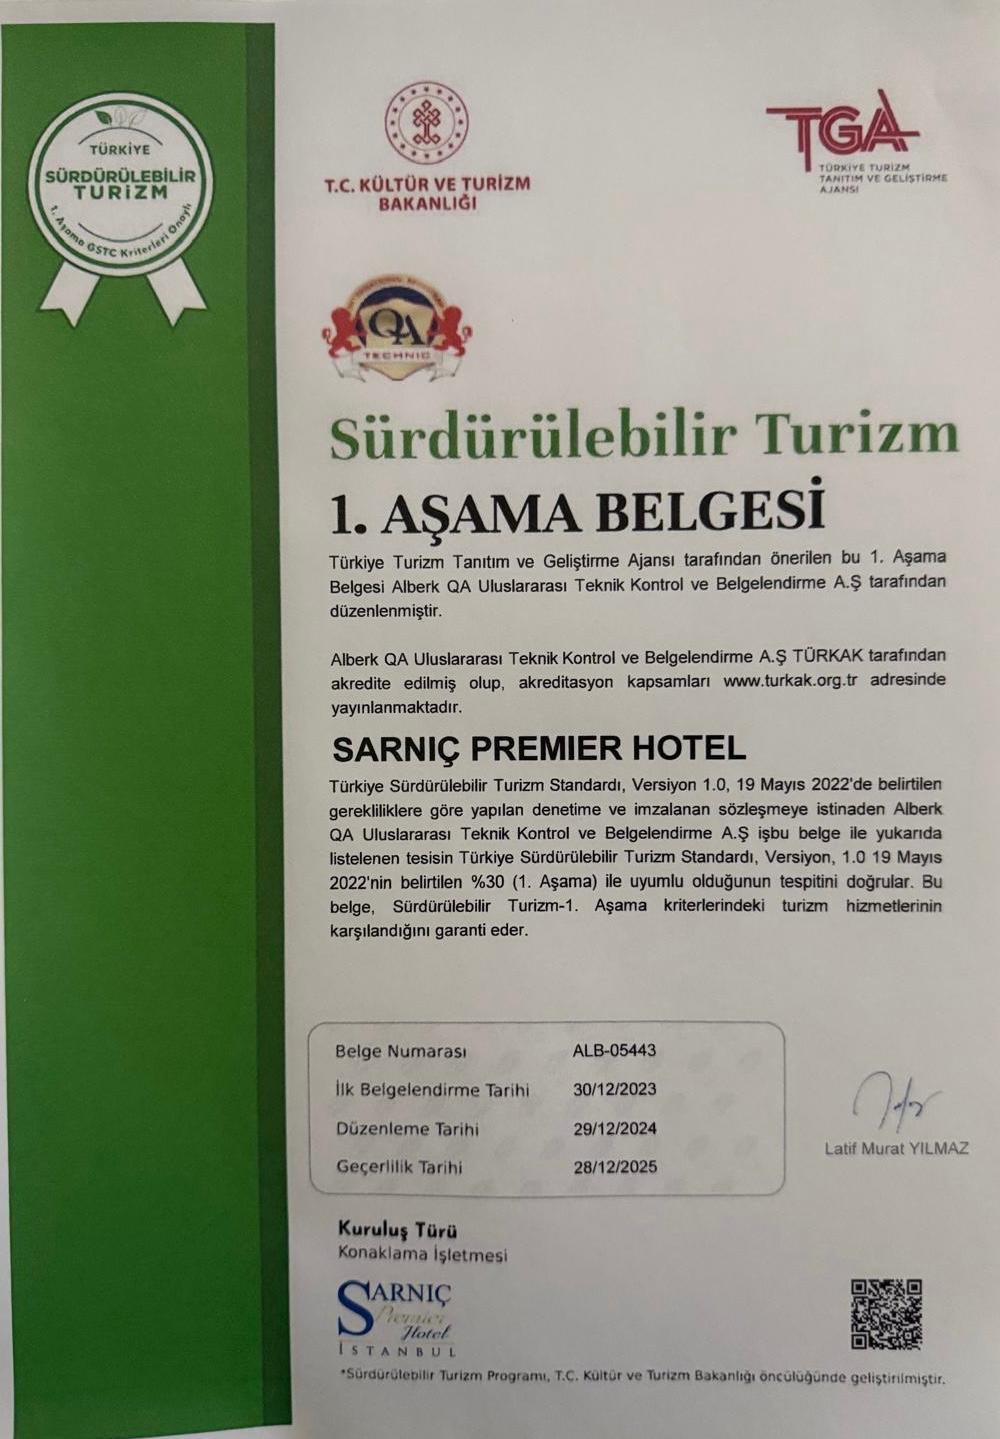 TÜRKİYE
SÜRDÜRÜLEBİLİR
TURİZM
1. Aşama GSTC Kriterleri Onaylı
T.C. KÜLTÜR VE TURİZM
BAKANLIĞI
TGA
TÜRKİYE TURİZM
TANITIM VE GELİŞTİRME
AJANSI
QA
TECHNIC
Sürdürülebilir Turizm
1. AŞAMA BELGESİ
Türkiye Turizm Tanıtım ve Geliştirme Ajansı tarafından önerilen bu 1. Aşama
Belgesi Alberk QA Uluslararası Teknik Kontrol ve Belgelendirme A.Ş tarafından
düzenlenmiştir.
Alberk QA Uluslararası Teknik Kontrol ve Belgelendirme A.Ş TÜRKAK tarafından
akredite edilmiş olup, akreditasyon kapsamları www.turkak.org.tr adresinde
yayınlanmaktadır.
SARNIÇ PREMIER HOTEL
Türkiye Sürdürülebilir Turizm Standardı, Versiyon 1.0, 19 Mayıs 2022'de belirtilen
gerekliliklere göre yapılan denetime ve imzalanan sözleşmeye istinaden Alberk
QA Uluslararası Teknik Kontrol ve Belgelendirme A.Ş işbu belge ile yukarıda
listelenen tesisin Türkiye Sürdürülebilir Turizm Standardı, Versiyon, 1.0 19 Mayıs
2022'nin belirtilen %30 (1. Aşama) ile uyumlu olduğunun tespitini doğrular. Bu
belge, Sürdürülebilir Turizm-1. Aşama kriterlerindeki turizm hizmetlerinin
karşılandığını garanti eder.
Belge Numarası ALB-05443
İlk Belgelendirme Tarihi 30/12/2023
Düzenleme Tarihi 29/12/2024
Geçerlilik Tarihi 28/12/2025
Latif Murat YILMAZ
Kuruluş Türü
Konaklama İşletmesi
SARNIÇ
Premier
Hotel
İSTANBUL
*Sürdürülebilir Turizm Programı, T.C. Kültür ve Turizm Bakanlığı öncülüğünde geliştirilmiştir.